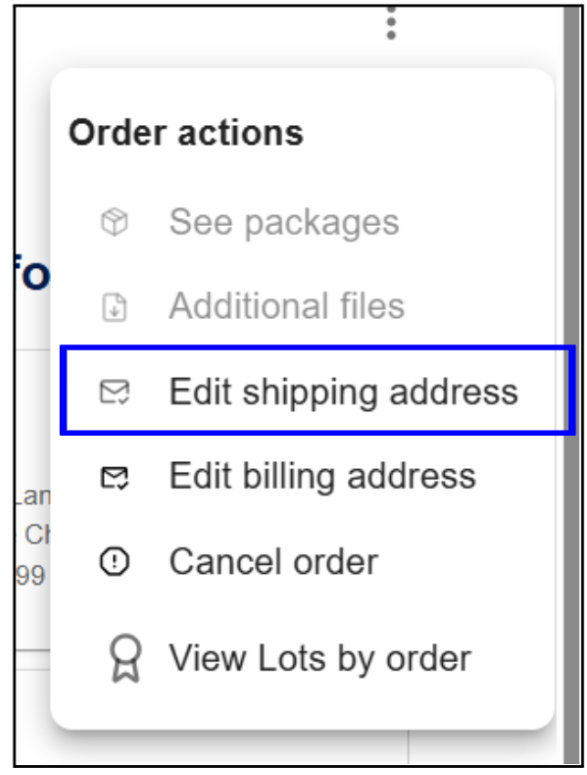 Order actions
See packages
fo
Additional files
Edit shipping address
Edit billing address
Lan
Ch
Cancel order
99
View Lots by order